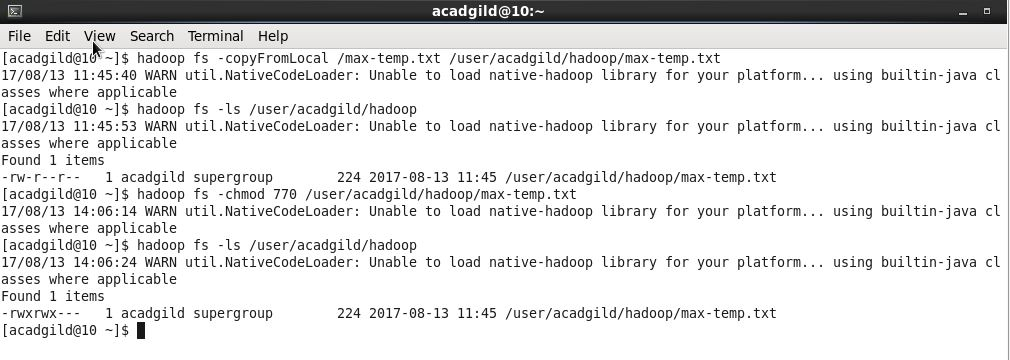 acadgild@10:~
File Edit View Search Terminal Help
[acadgild@10 ~]$ hadoop fs -copyFromLocal /max-temp.txt /user/acadgild/hadoop/max-temp.txt
17/08/13 11:45:40 WARN util.NativeCodeLoader: Unable to load native-hadoop library for your platform... using builtin-java cl
asses where applicable
[acadgild@10 ~]$ hadoop fs -ls /user/acadgild/hadoop
17/08/13 11:45:53 WARN util.NativeCodeLoader: Unable to load native-hadoop library for your platform... using builtin-java cl
asses where applicable
Found 1 items
-rw-r--r--   1 acadgild supergroup        224 2017-08-13 11:45 /user/acadgild/hadoop/max-temp.txt
[acadgild@10 ~]$ hadoop fs -chmod 770 /user/acadgild/hadoop/max-temp.txt
17/08/13 14:06:14 WARN util.NativeCodeLoader: Unable to load native-hadoop library for your platform... using builtin-java cl
asses where applicable
[acadgild@10 ~]$ hadoop fs -ls /user/acadgild/hadoop
17/08/13 14:06:24 WARN util.NativeCodeLoader: Unable to load native-hadoop library for your platform... using builtin-java cl
asses where applicable
Found 1 items
-rwxrwx---   1 acadgild supergroup        224 2017-08-13 11:45 /user/acadgild/hadoop/max-temp.txt
[acadgild@10 ~]$